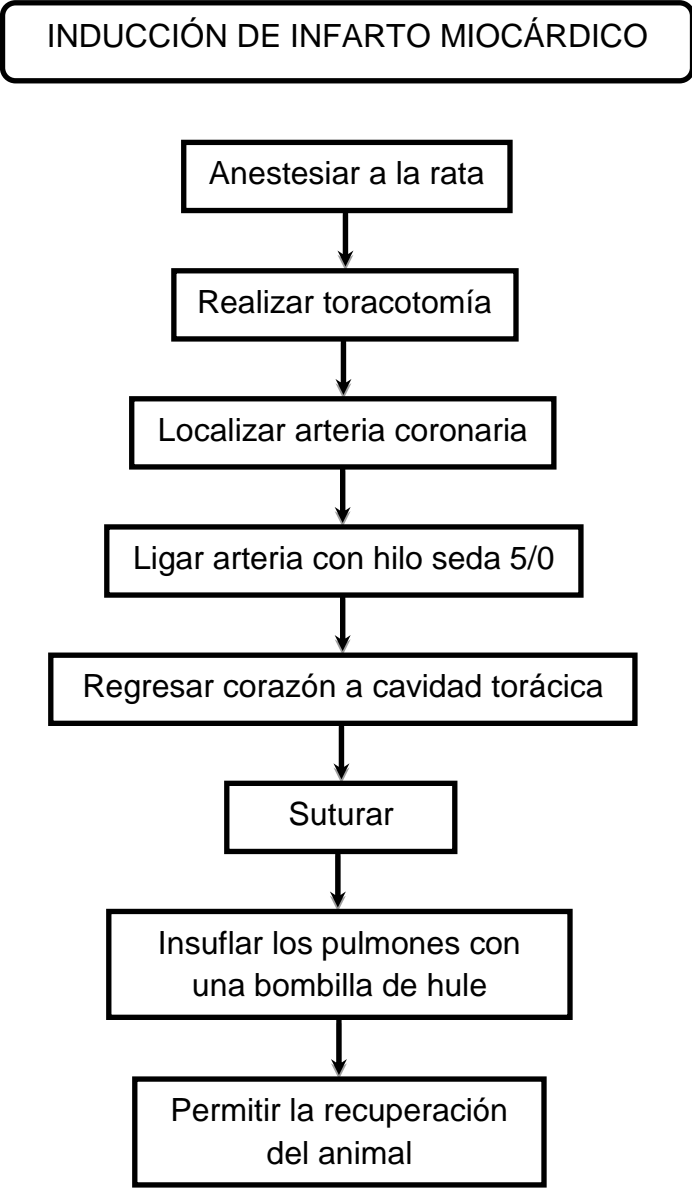 INDUCCIÓN DE INFARTO MIOCÁRDICO
Anestesiar a la rata
Realizar toracotomía
Localizar arteria coronaria
Ligar arteria con hilo seda 5/0
Regresar corazón a cavidad torácica
Suturar
Insuflar los pulmones con
una bombilla de hule
Permitir la recuperación
del animal